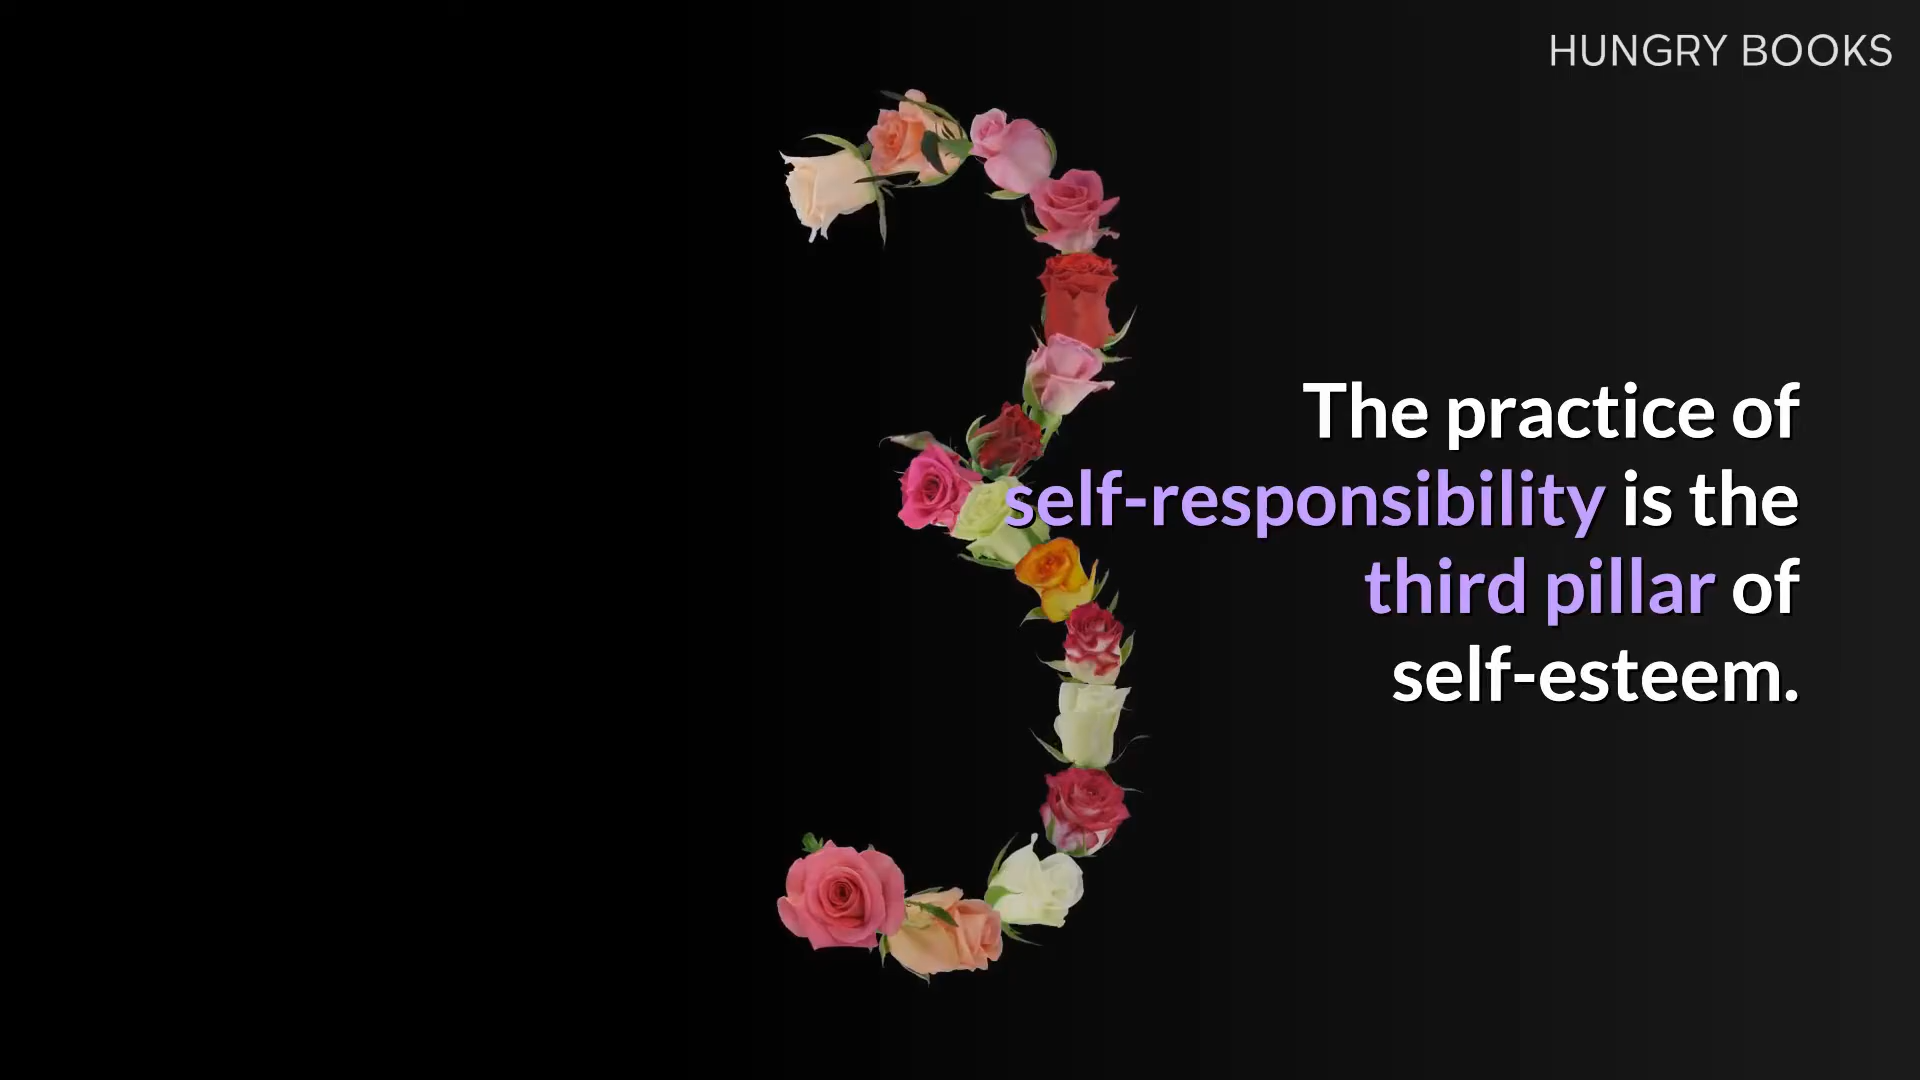 HUNGRY BOOKS
The practice of
self-responsibility is the
third pillar of
self-esteem.